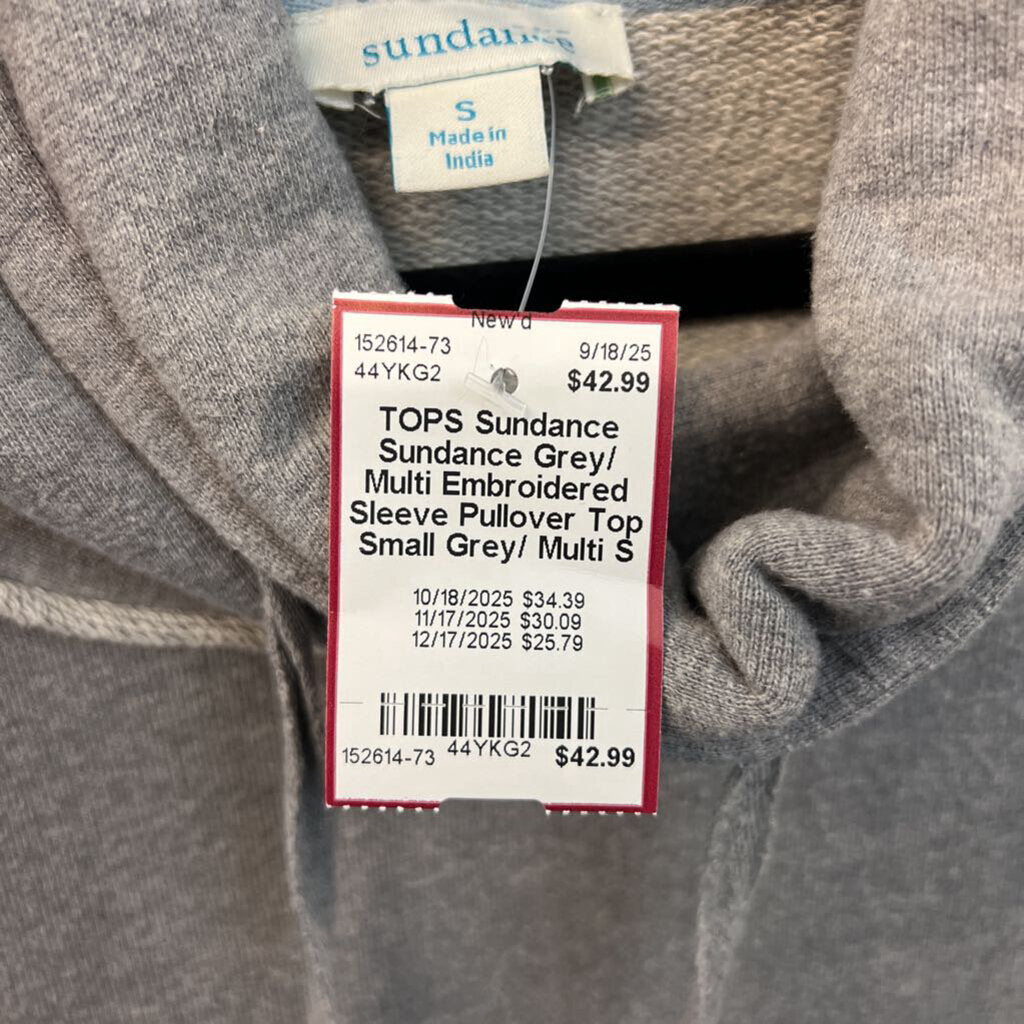 sundance
S
Made in
India
New'd
152614-73
9/18/25
44YKG2
$42.99
TOPS Sundance
Sundance Grey/
Multi Embroidered
Sleeve Pullover Top
Small Grey/ Multi S
10/18/2025 $34.39
11/17/2025 $30.09
12/17/2025 $25.79
152614-73 44YKG2 $42.99